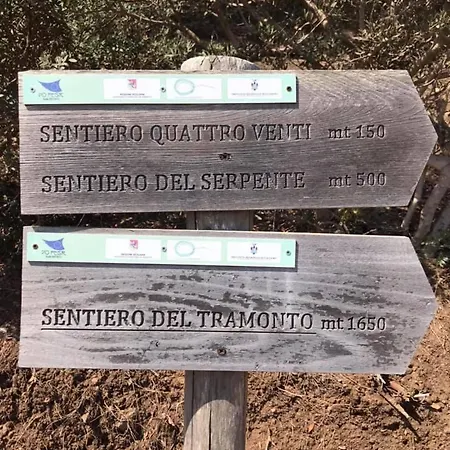 SENTIERO QUATTRO VENTI mt 150
SENTIERO DEL SERPENTE mt 500
SENTIERO DEL TRAMONTO mt 1650